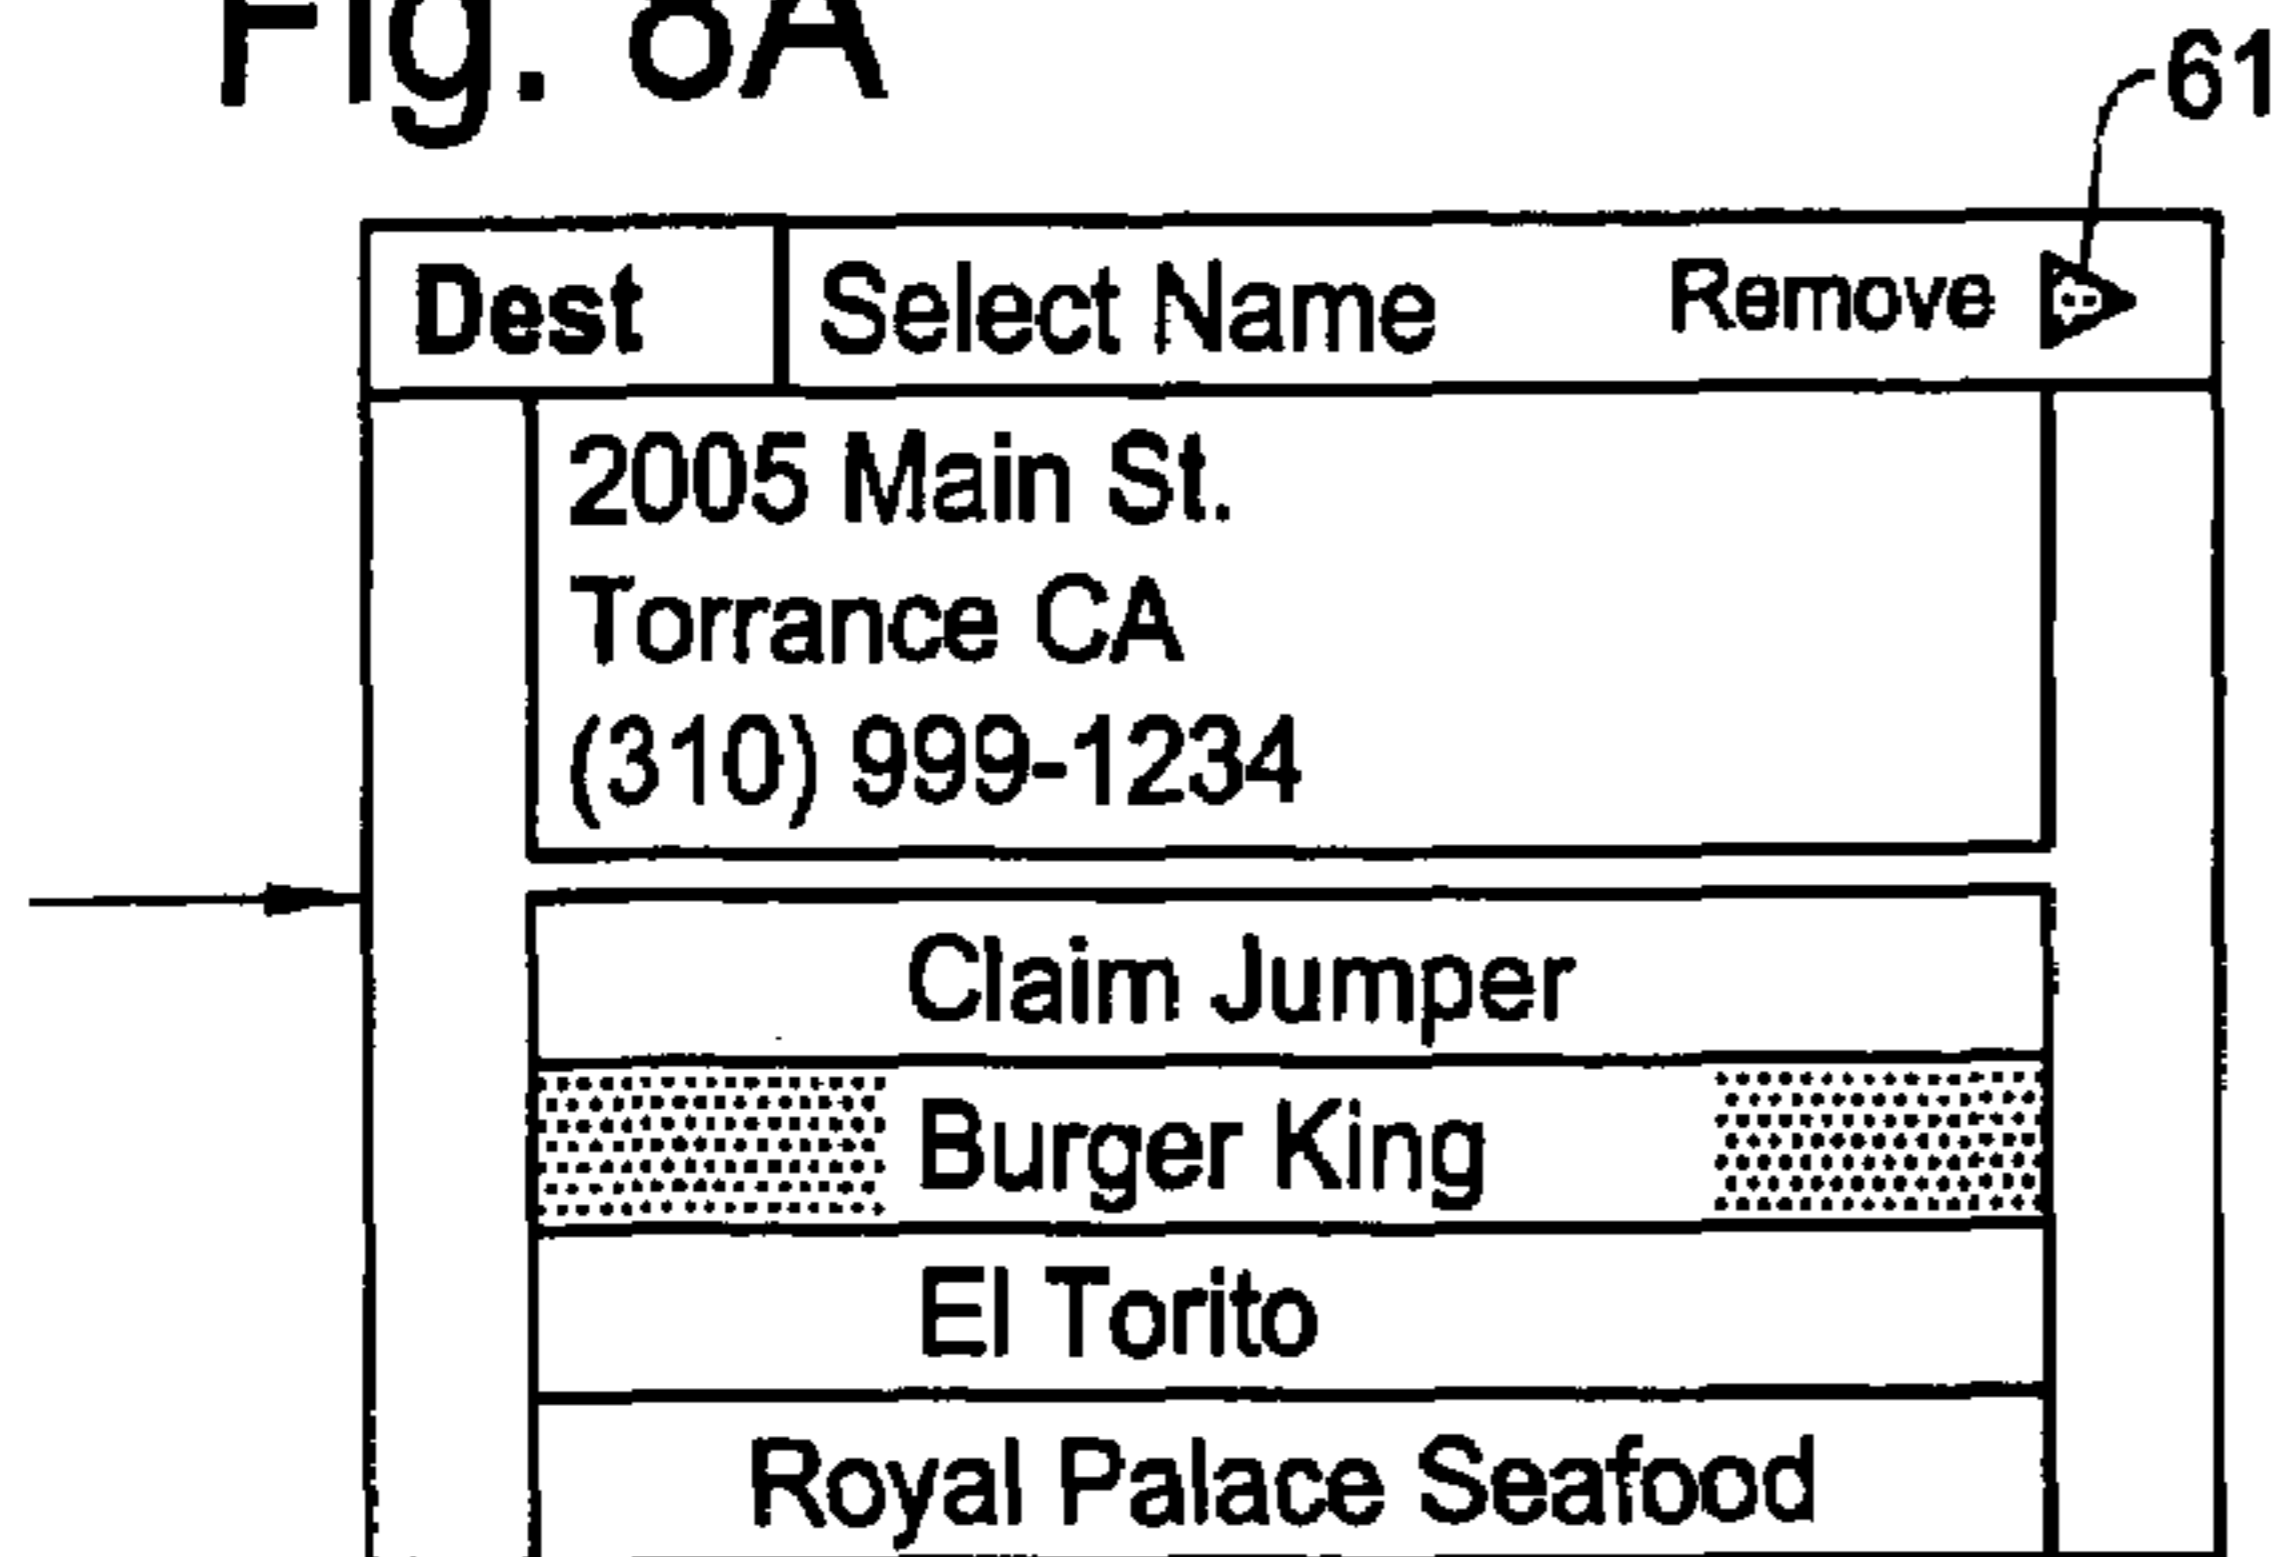 Fig. 8A
61
Dest Select Name Remove
2005 Main St.
Torrance CA
(310) 999-1234
Claim Jumper
Burger King
El Torito
Royal Palace Seafood